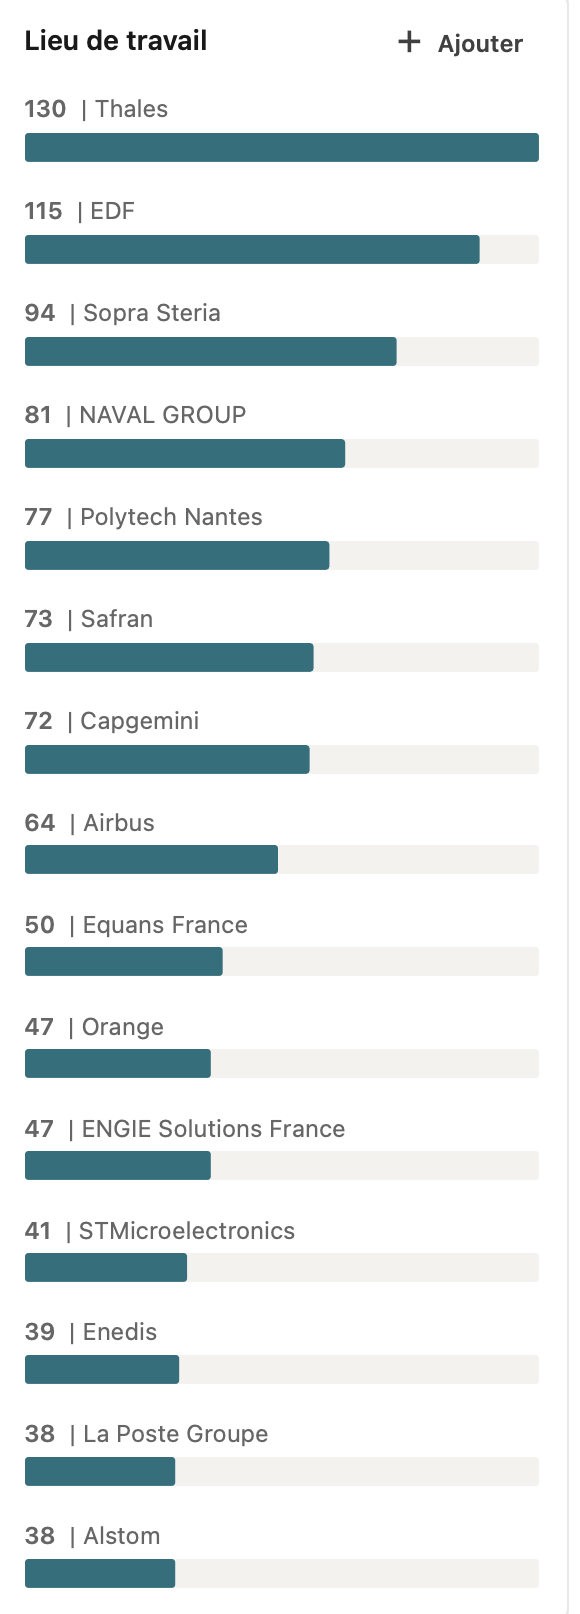 Lieu de travail + Ajouter
130 | Thales
115 | EDF
94 | Sopra Steria
81 | NAVAL GROUP
77 | Polytech Nantes
73 | Safran
72 | Capgemini
64 | Airbus
50 | Equans France
47 | Orange
47 | ENGIE Solutions France
41 | STMicroelectronics
39 | Enedis
38 | La Poste Groupe
38 | Alstom